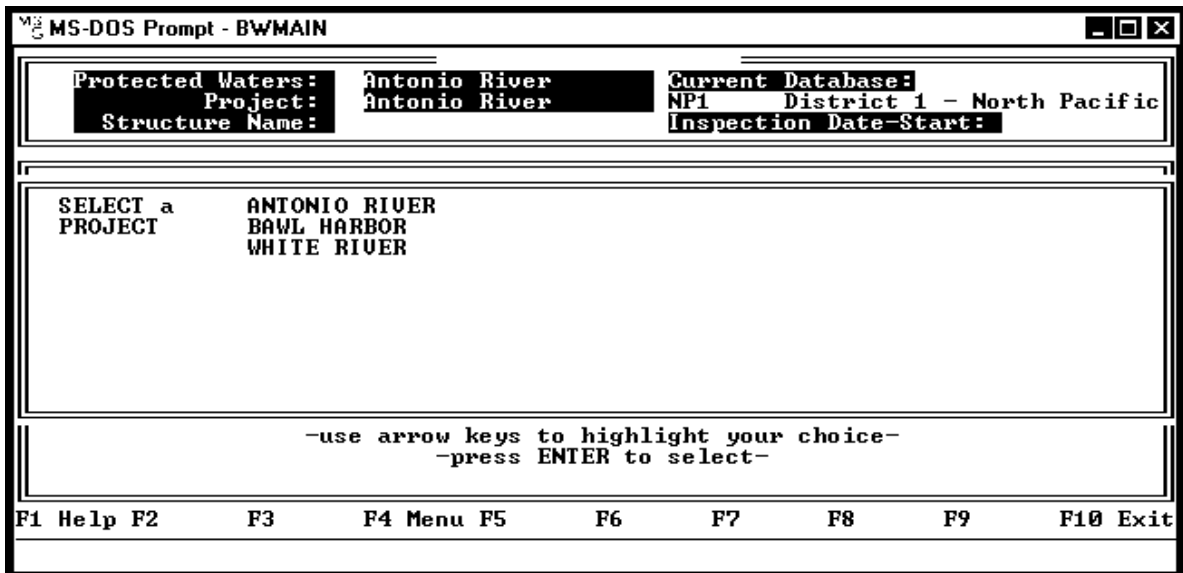 MS-DOS Prompt - BWMAIN
Protected Waters: Antonio River Current Database:
Project: Antonio River NP1 District 1 - North Pacific
Structure Name: Inspection Date-Start:
SELECT a ANTONIO RIVER
PROJECT BAWL HARBOR
WHITE RIVER
-use arrow keys to highlight your choice-
-press ENTER to select-
F1 Help F2 F3 F4 Menu F5 F6 F7 F8 F9 F10 Exit